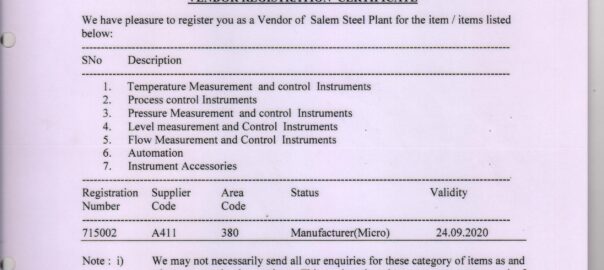 VENDOR REGISTRATION CERTIFICATE
We have pleasure to register you as a Vendor of Salem Steel Plant for the item / items listed
below:
SNo Description
1. Temperature Measurement and control Instruments
2. Process control Instruments
3. Pressure Measurement and control Instruments
4. Level measurement and Control Instruments
5. Flow Measurement and Control Instruments
6. Automation
7. Instrument Accessories
Registration Supplier Area Status Validity
Number Code Code
715002 A411 380 Manufacturer(Micro) 24.09.2020
Note : i) We may not necessarily send all our enquiries for these category of items as and